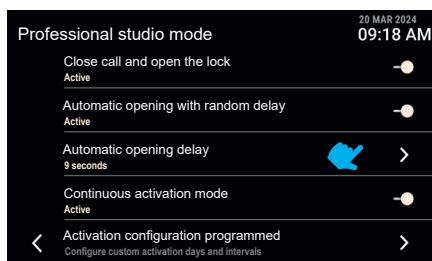 20 MAR 2024
Professional studio mode
09:18 AM
Close call and open the lock
Active
Automatic opening with random delay
Active
Automatic opening delay
9 seconds
Continuous activation mode
Active
Activation configuration programmed
Configure custom activation days and intervals